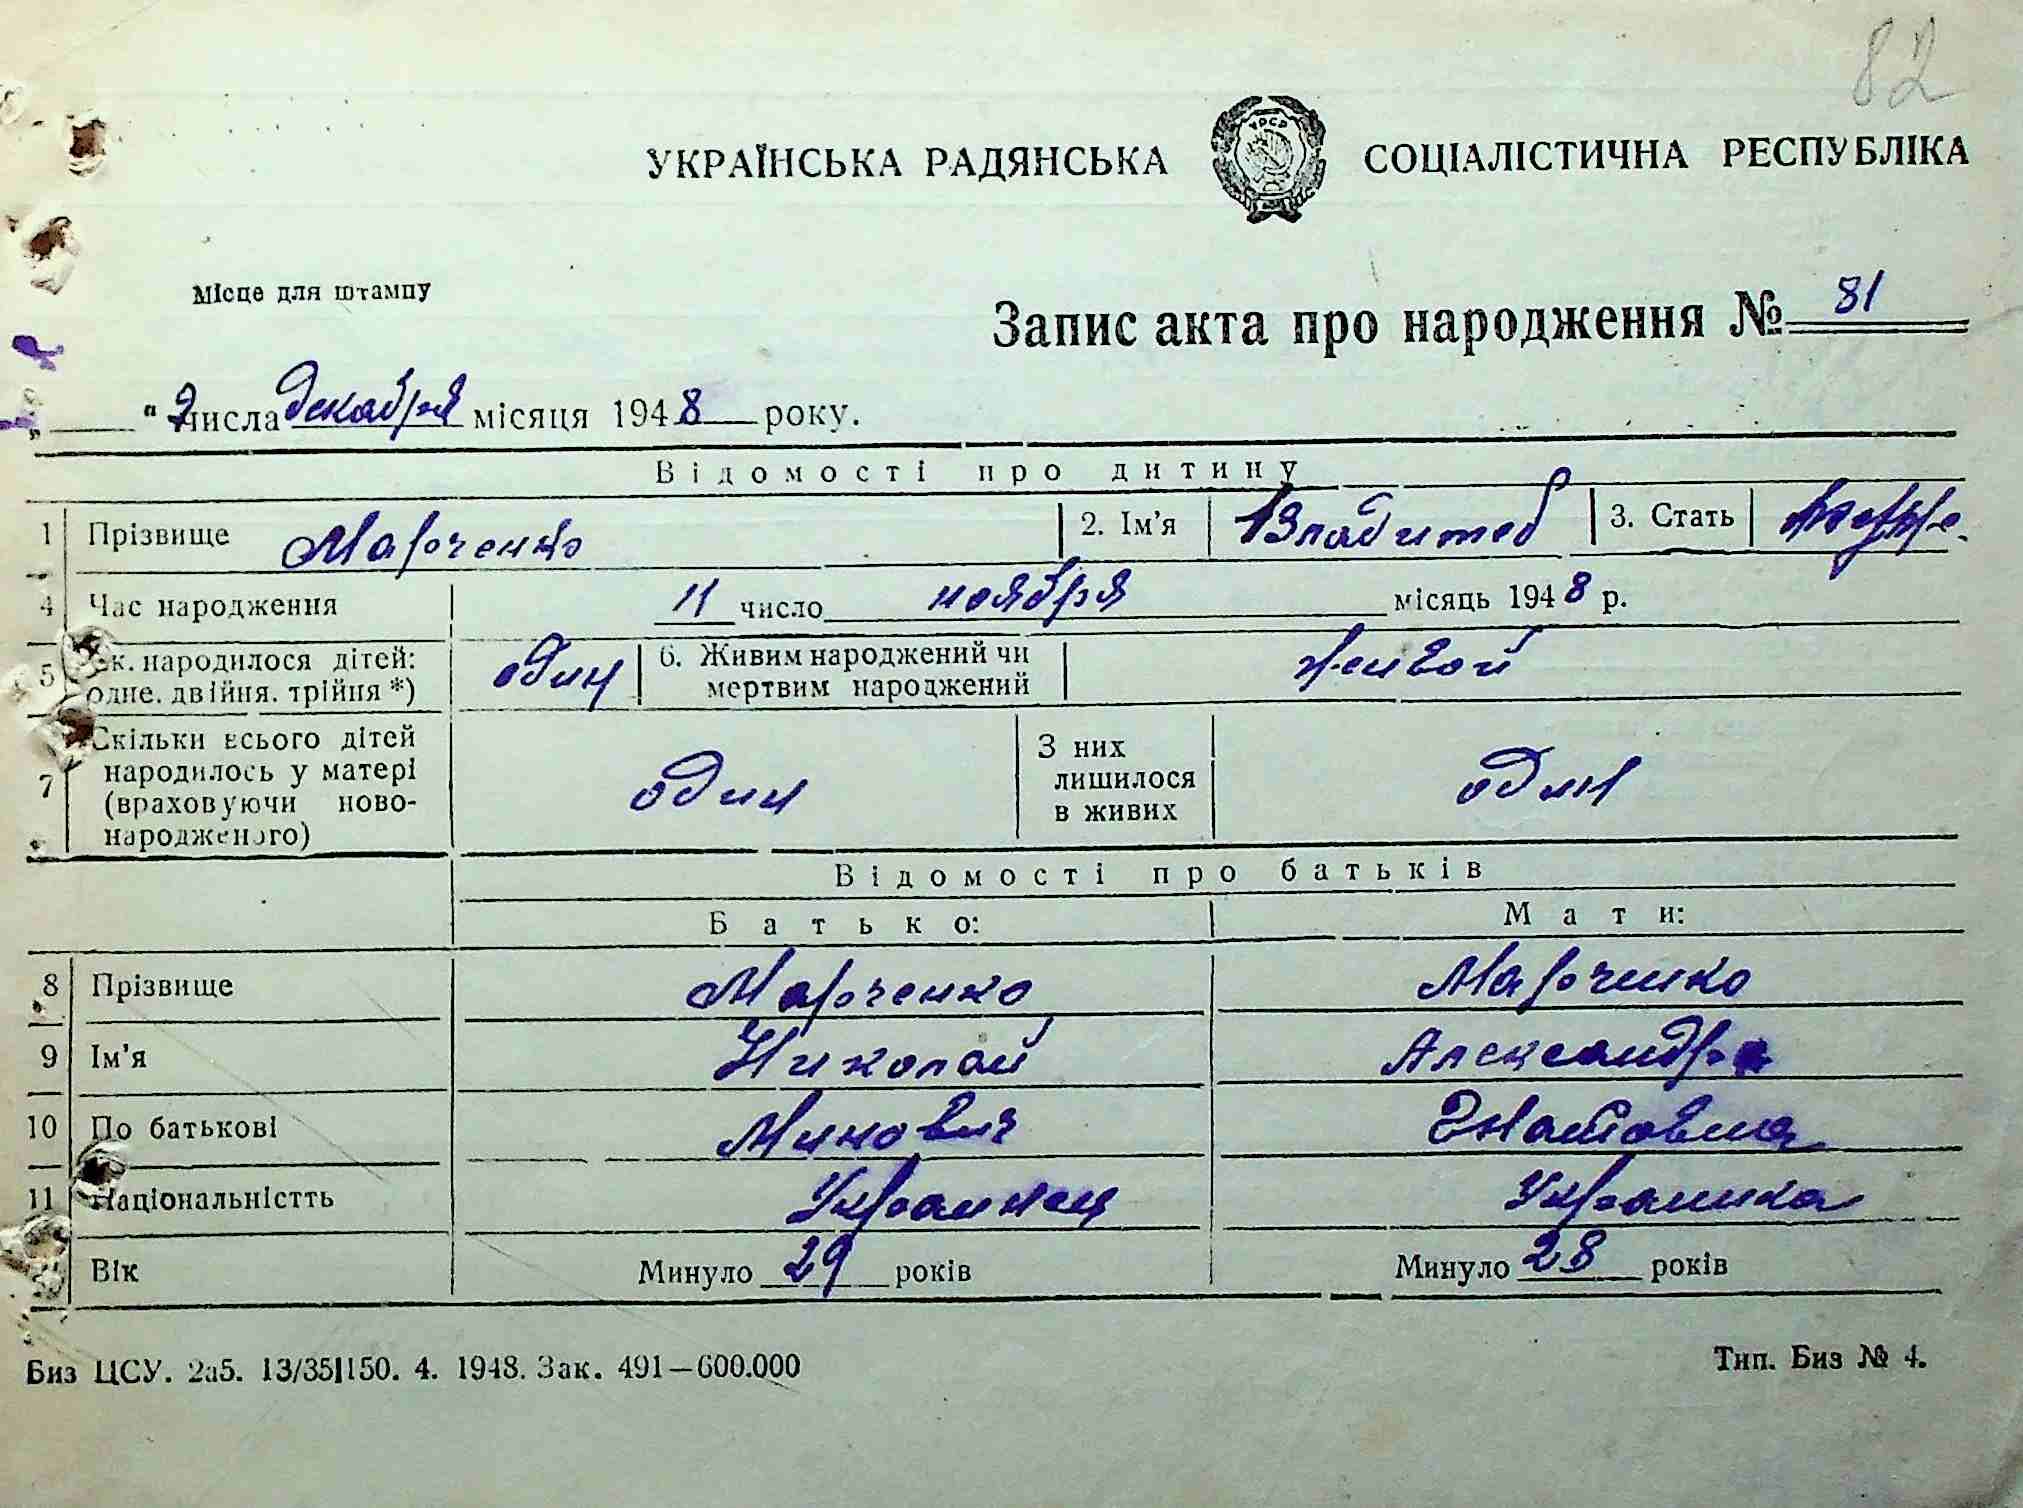 82
УКРАЇНСЬКА РАДЯНСЬКА СОЦІАЛІСТИЧНА РЕСПУБЛІКА
УРСР
Місце для штампу
Запис акта про народження № 81
„ " 2 числа декабря місяця 1948 року.
Відомості про дитину
1 Прізвище Марченко 2. Ім'я 3. Стать
4 Час народження 11 число ноября місяць 1948 р.
5 к. народилося дітей: одне, двійня, трійня *) один 6. Живим народжений чи мертвим народжений живой
7 Скільки всього дітей народилось у матері (враховуючи новонародженого) один З них лишилося в живих один
Відомості про батьків
Батько: Мати:
8 Прізвище Марченко Марченко
9 Ім'я Николай Александра
10 По батькові Минович Игнатовна
11 Національністть Украинец Украинка
Вік Минуло 29 років Минуло 28 років
Биз ЦСУ. 2а5. 13/35|150. 4. 1948. Зак. 491—600.000 Тип. Биз № 4.